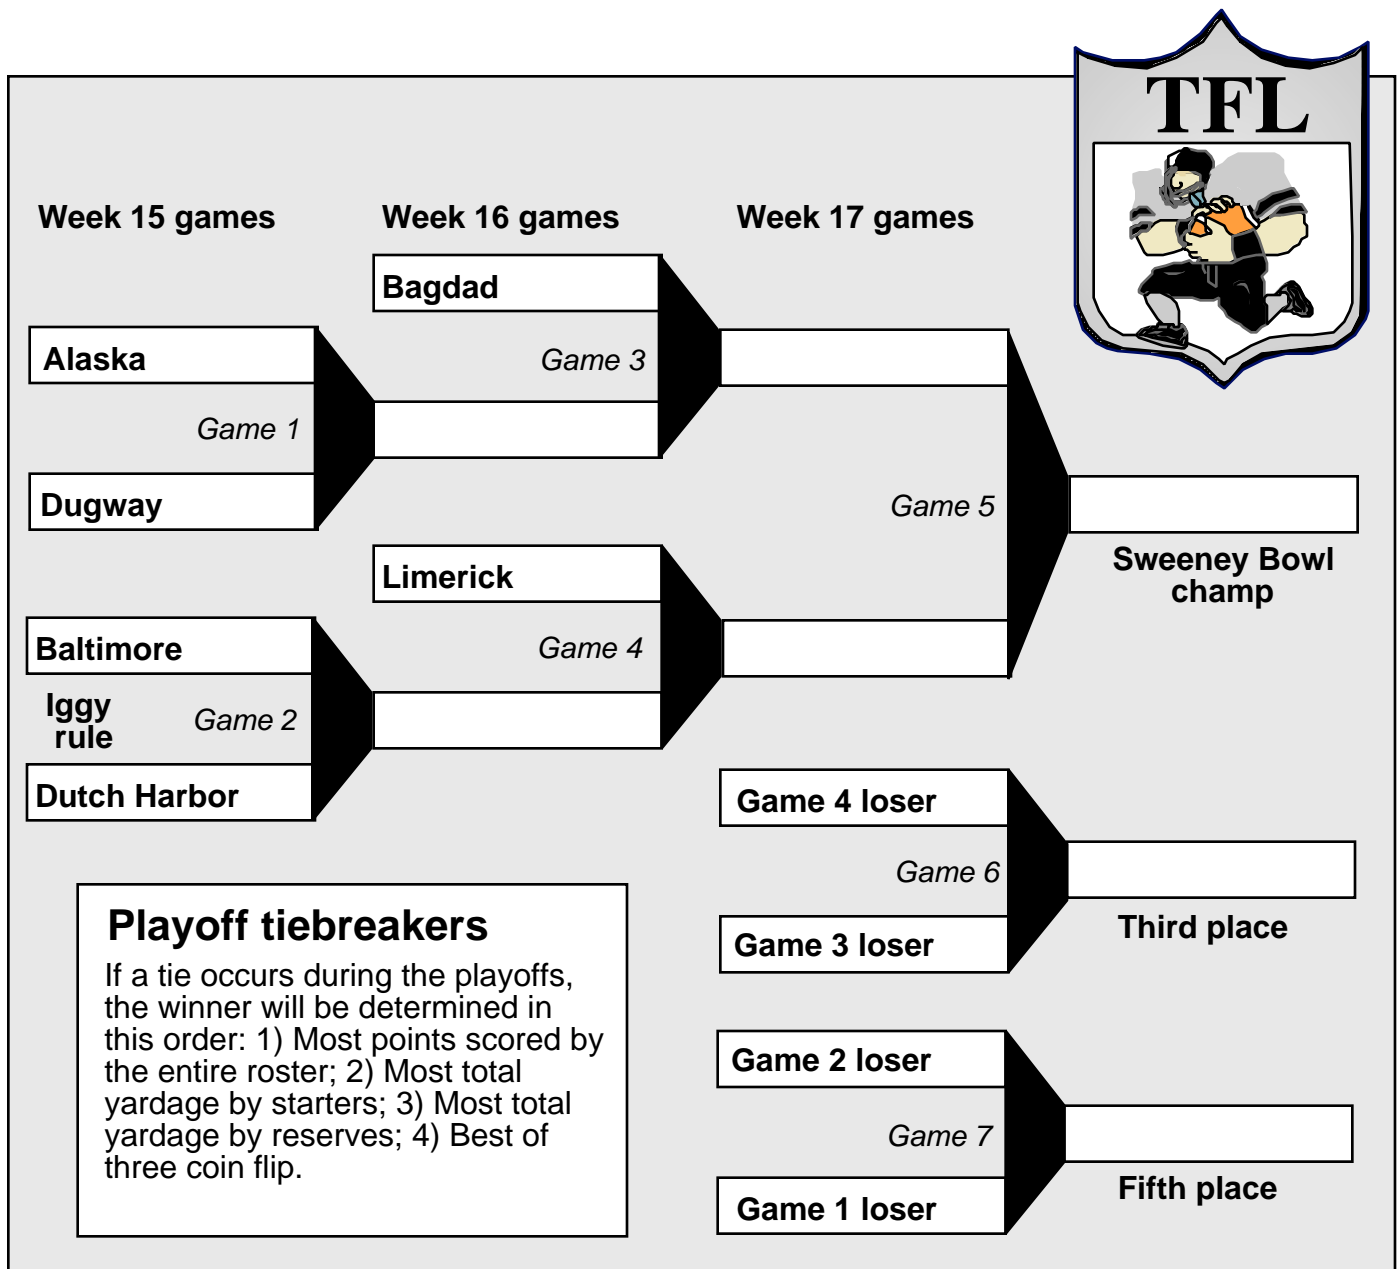 TFL
Week 15 games
Week 16 games
Week 17 games
Bagdad
Alaska
Game 3
Game 1
Dugway
Game 5
Limerick
Sweeney Bowl
champ
Baltimore
Game 4
Iggy
rule
Game 2
Dutch Harbor
Game 4 loser
Game 6
Game 3 loser
Third place
Playoff tiebreakers
If a tie occurs during the playoffs,
the winner will be determined in
this order: 1) Most points scored by
the entire roster; 2) Most total
yardage by starters; 3) Most total
yardage by reserves; 4) Best of
three coin flip.
Game 2 loser
Game 7
Game 1 loser
Fifth place